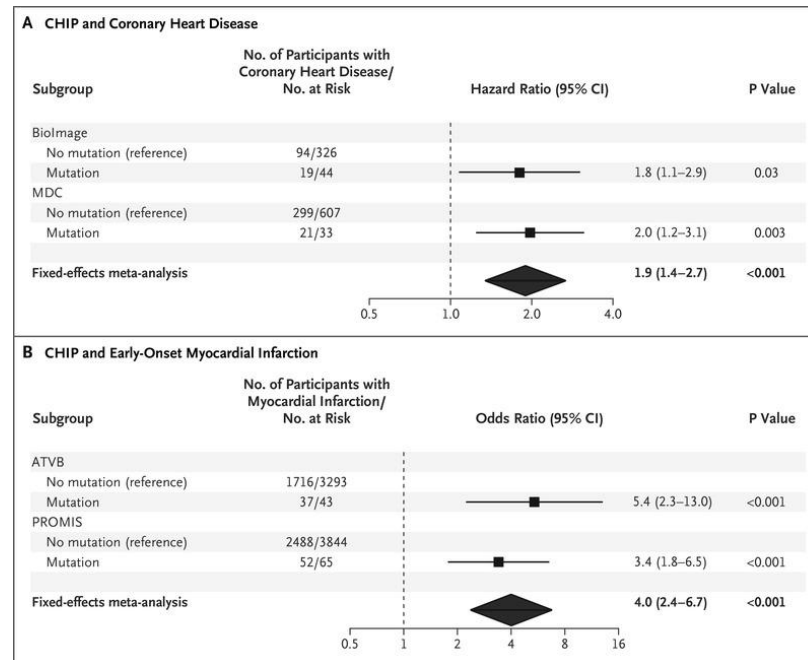 A CHIP and Coronary Heart Disease
No. of Participants with
Coronary Heart Disease/
Subgroup No. at Risk Hazard Ratio (95% CI) P Value
BioImage
No mutation (reference) 94/326
Mutation 19/44 1.8 (1.1–2.9) 0.03
MDC
No mutation (reference) 299/607
Mutation 21/33 2.0 (1.2–3.1) 0.003
Fixed-effects meta-analysis 1.9 (1.4–2.7) <0.001
0.5 1.0 2.0 4.0
B CHIP and Early-Onset Myocardial Infarction
No. of Participants with
Myocardial Infarction/
Subgroup No. at Risk Odds Ratio (95% CI) P Value
ATVB
No mutation (reference) 1716/3293
Mutation 37/43 5.4 (2.3–13.0) <0.001
PROMIS
No mutation (reference) 2488/3844
Mutation 52/65 3.4 (1.8–6.5) <0.001
Fixed-effects meta-analysis 4.0 (2.4–6.7) <0.001
0.5 1 2 4 8 16